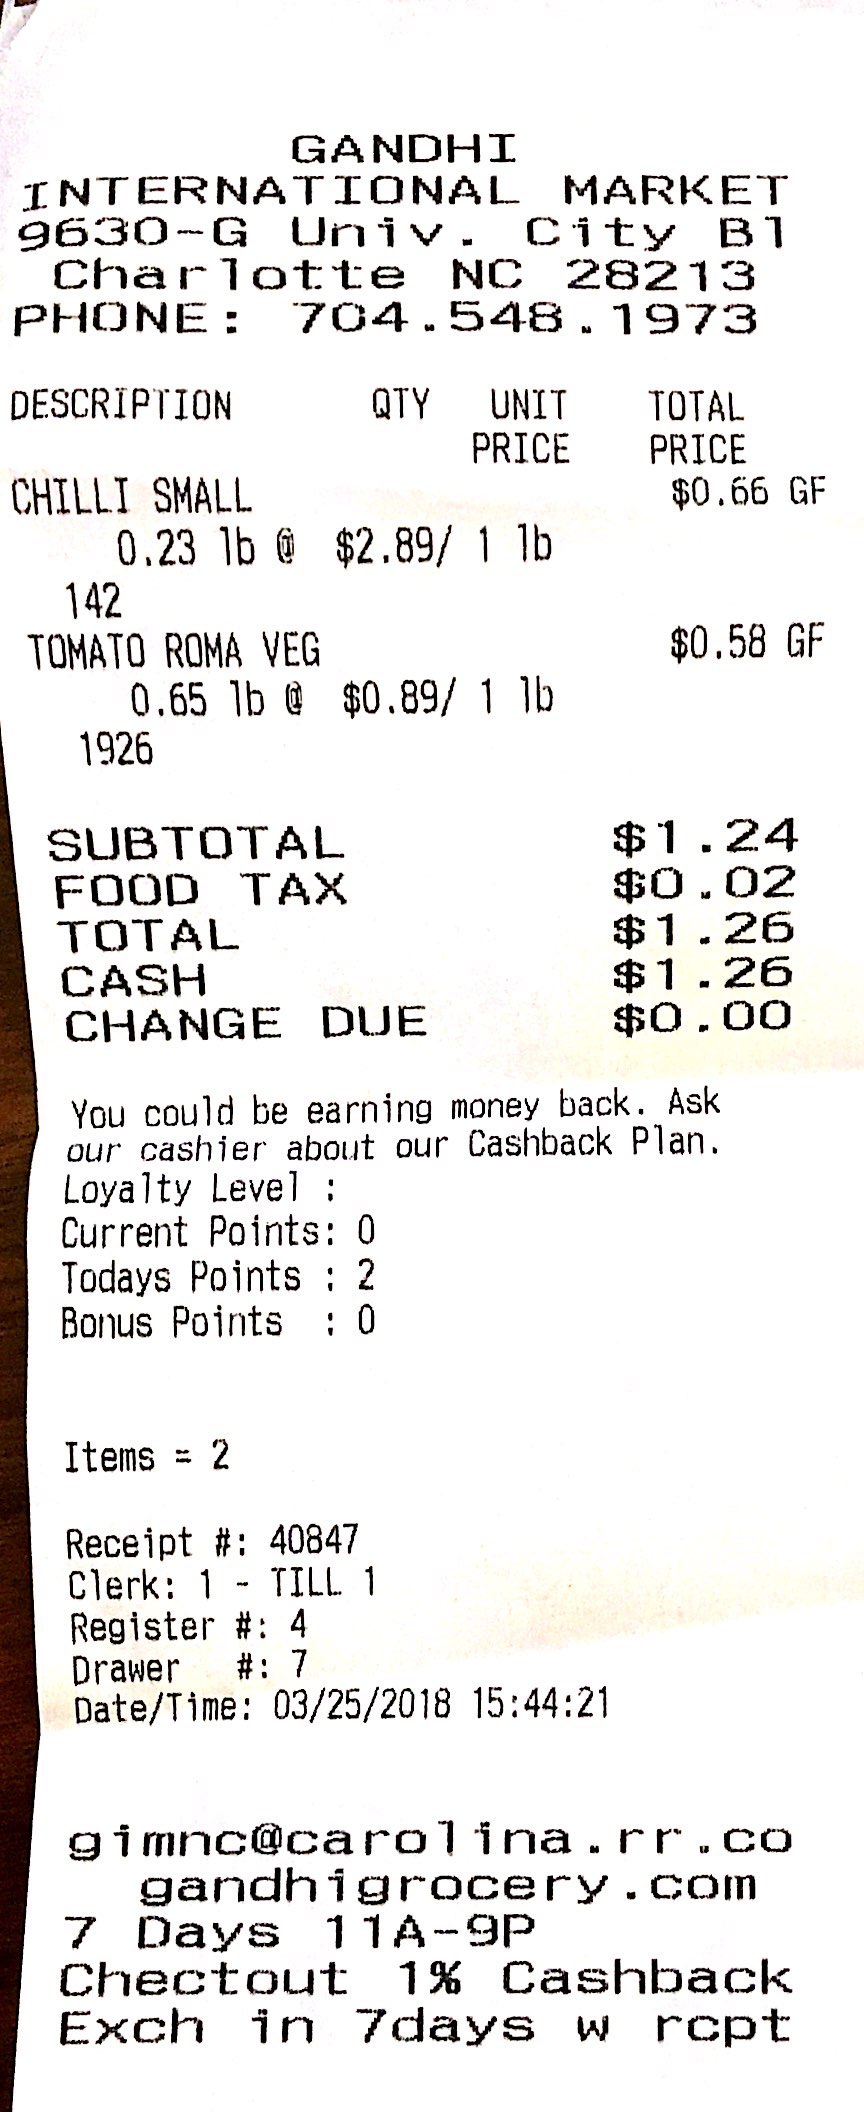 GANDHI
INTERNATIONAL MARKET
9630-G Univ. City Bl
Charlotte NC 28213
PHONE: 704.548.1973
DESCRIPTION QTY UNIT TOTAL
PRICE PRICE
CHILLI SMALL $0.66 GF
0.23 lb @ $2.89/ 1 lb
142
TOMATO ROMA VEG $0.58 GF
0.65 lb @ $0.89/ 1 lb
1926
SUBTOTAL $1.24
FOOD TAX $0.02
TOTAL $1.26
CASH $1.26
CHANGE DUE $0.00
You could be earning money back. Ask
our cashier about our Cashback Plan.
Loyalty Level :
Current Points: 0
Todays Points : 2
Bonus Points : 0
Items = 2
Receipt #: 40847
Clerk: 1 - TILL 1
Register #: 4
Drawer #: 7
Date/Time: 03/25/2018 15:44:21
gimnc@carolina.rr.co
gandhigrocery.com
7 Days 11A-9P
Chectout 1% Cashback
Exch in 7days w rcpt